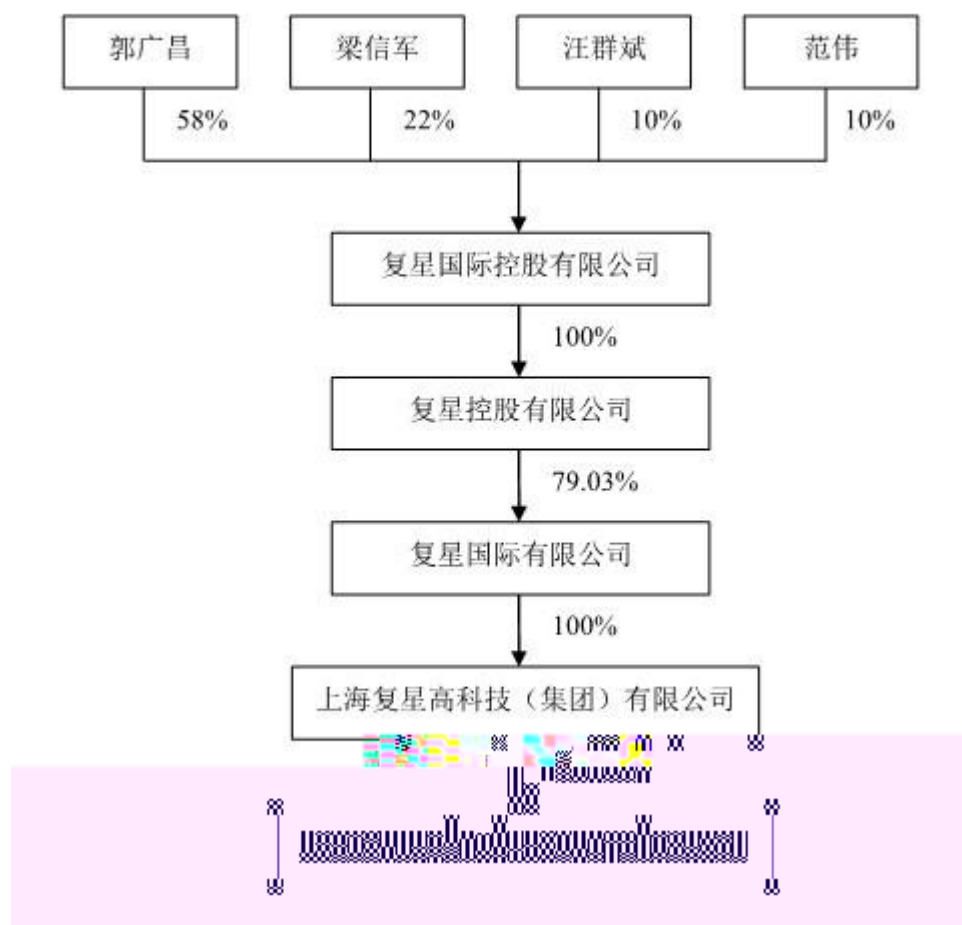 郭广昌 梁信军 汪群斌 范伟
58% 22% 10% 10%
复星国际控股有限公司
100%
复星控股有限公司
79.03%
复星国际有限公司
100%
上海复星高科技（集团）有限公司